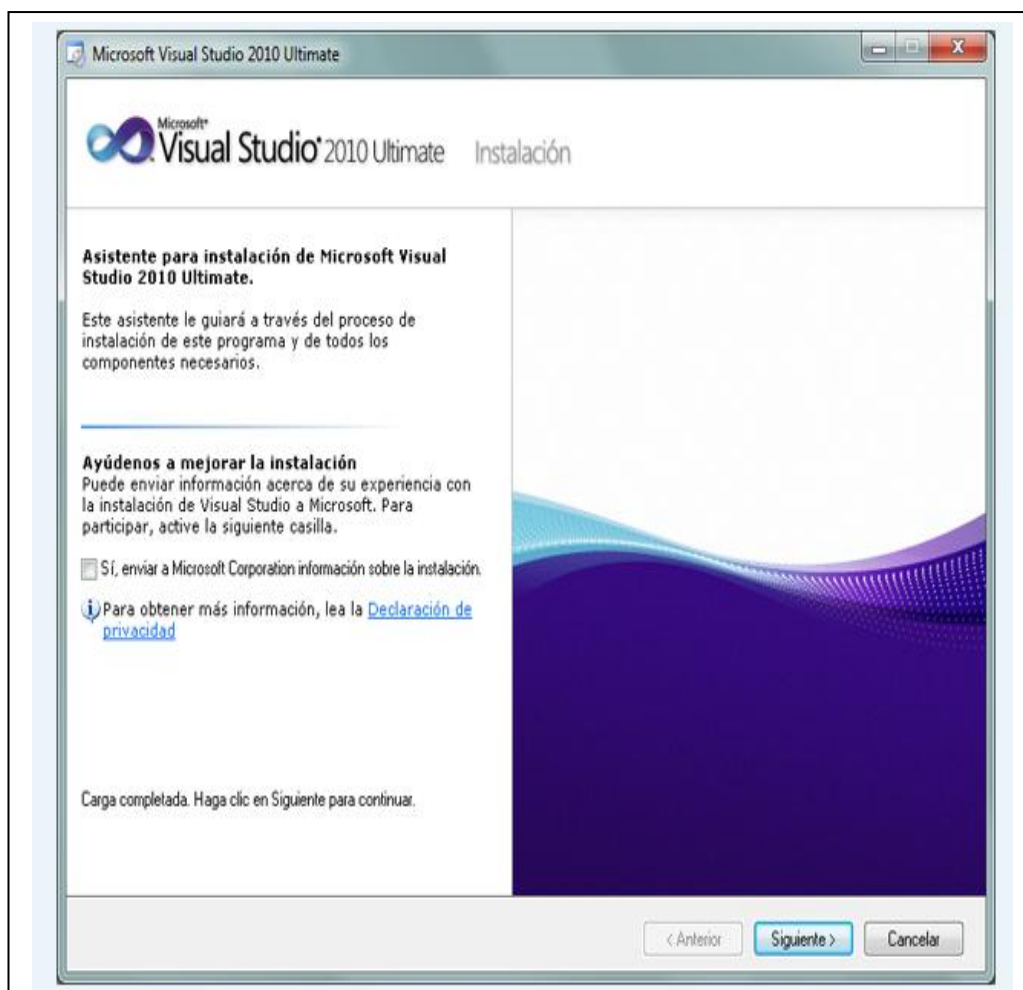 Microsoft Visual Studio 2010 Ultimate
Microsoft®
Visual Studio® 2010 Ultimate Instalación
Asistente para instalación de Microsoft Visual
Studio 2010 Ultimate.
Este asistente le guiará a través del proceso de
instalación de este programa y de todos los
componentes necesarios.
Ayúdenos a mejorar la instalación
Puede enviar información acerca de su experiencia con
la instalación de Visual Studio a Microsoft. Para
participar, active la siguiente casilla.
Sí, enviar a Microsoft Corporation información sobre la instalación.
Para obtener más información, lea la Declaración de
privacidad
Carga completada. Haga clic en Siguiente para continuar.
< Anterior Siguiente > Cancelar